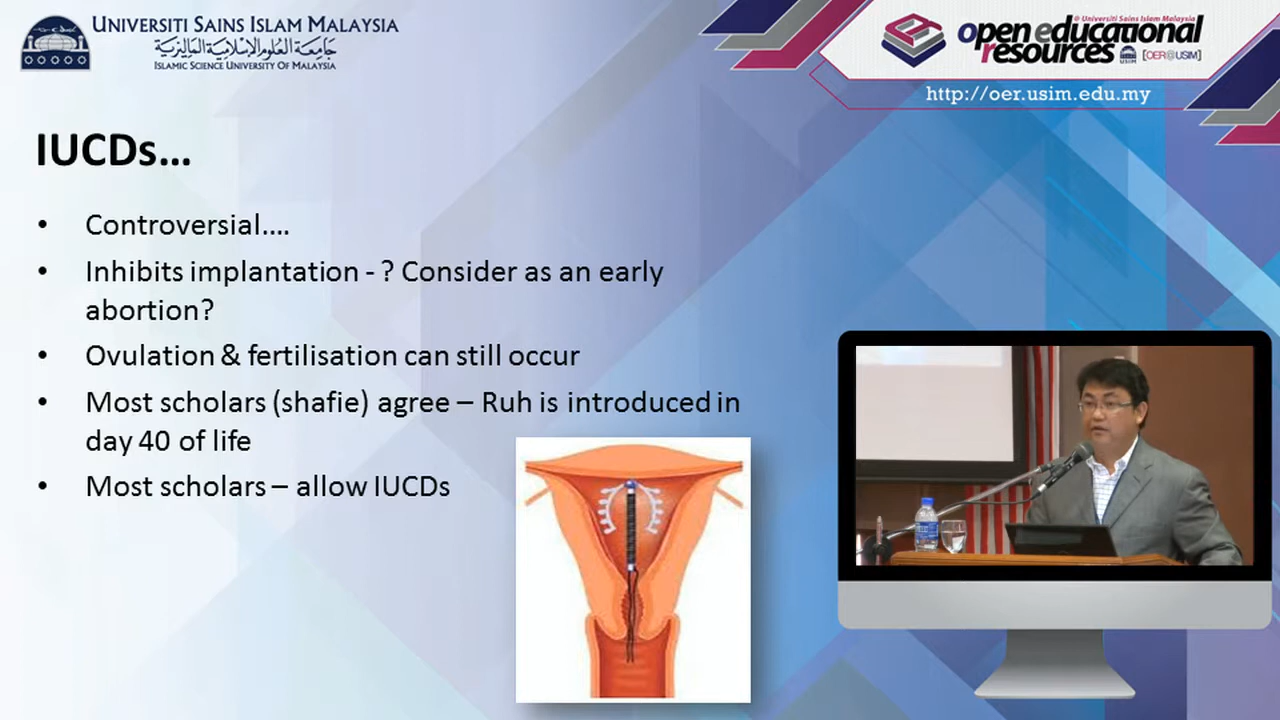 UNIVERSITI SAINS ISLAM MALAYSIA
جامعة العلوم الإسلامية الماليزية
ISLAMIC SCIENCE UNIVERSITY OF MALAYSIA
@ Universiti Sains Islam Malaysia
open educational
resources USIM [OER@USIM]
http://oer.usim.edu.my
IUCDs...
• Controversial....
• Inhibits implantation - ? Consider as an early
abortion?
• Ovulation & fertilisation can still occur
• Most scholars (shafie) agree – Ruh is introduced in
day 40 of life
• Most scholars – allow IUCDs